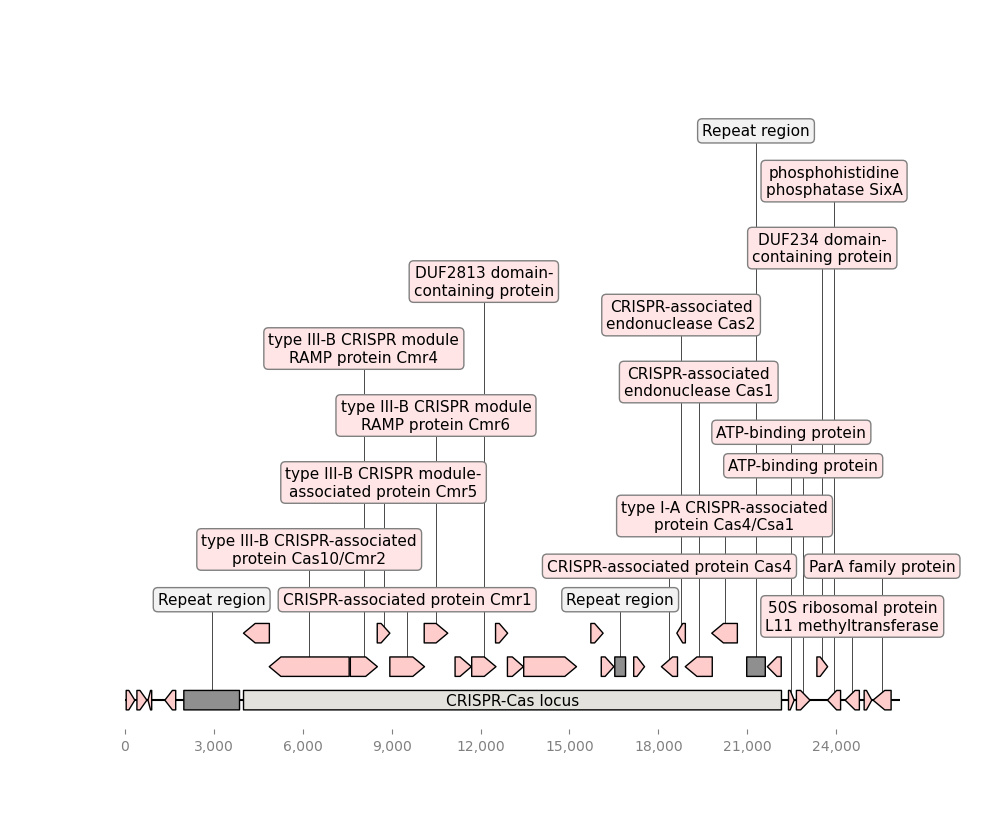 Repeat region
phosphohistidine
phosphatase SixA
DUF234 domain-
containing protein
DUF2813 domain-
containing protein
CRISPR-associated
endonuclease Cas2
type III-B CRISPR module
RAMP protein Cmr4
CRISPR-associated
endonuclease Cas1
type III-B CRISPR module
RAMP protein Cmr6
ATP-binding protein
ATP-binding protein
type III-B CRISPR module-
associated protein Cmr5
type I-A CRISPR-associated
protein Cas4/Csa1
type III-B CRISPR-associated
protein Cas10/Cmr2
CRISPR-associated protein Cas4
ParA family protein
Repeat region
CRISPR-associated protein Cmr1
Repeat region
50S ribosomal protein
L11 methyltransferase
CRISPR-Cas locus
0
3,000
6,000
9,000
12,000
15,000
18,000
21,000
24,000